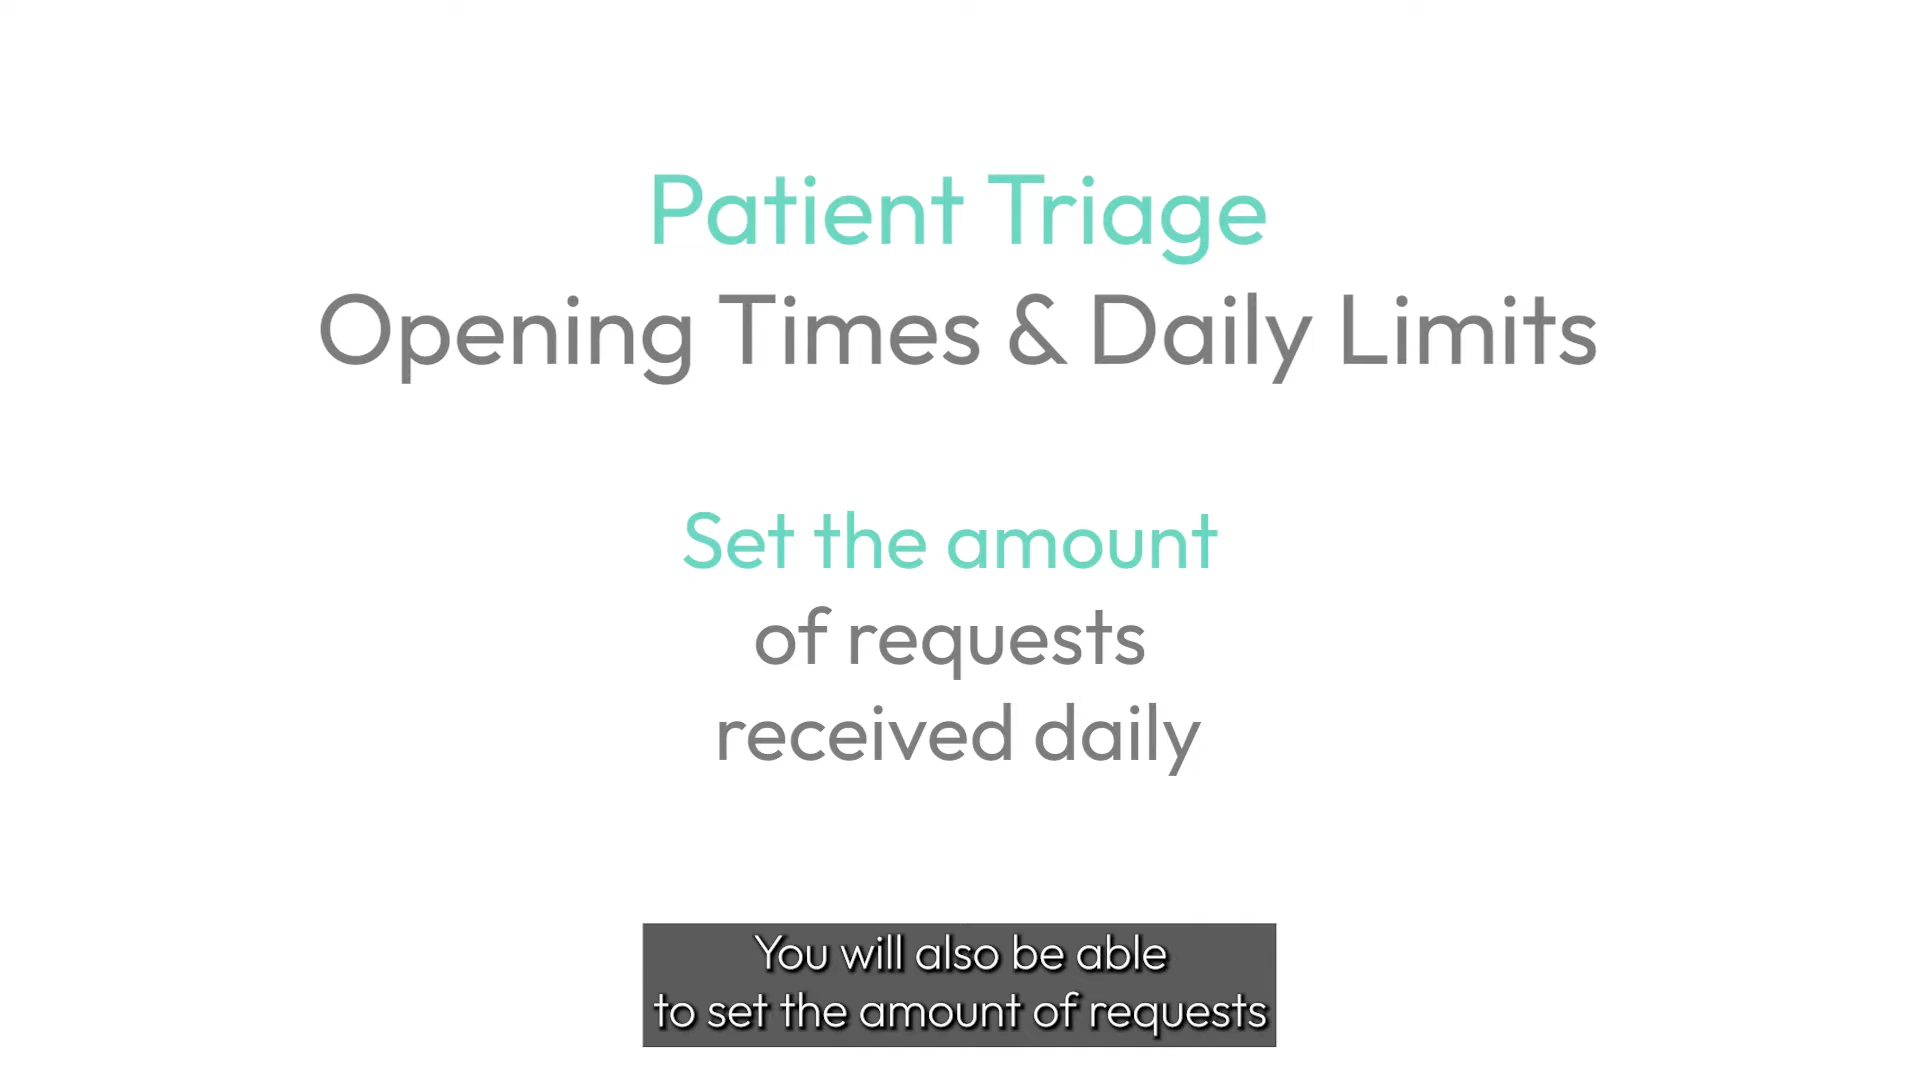 Patient Triage
Opening Times & Daily Limits
Set the amount
of requests
received daily
You will also be able
to set the amount of requests